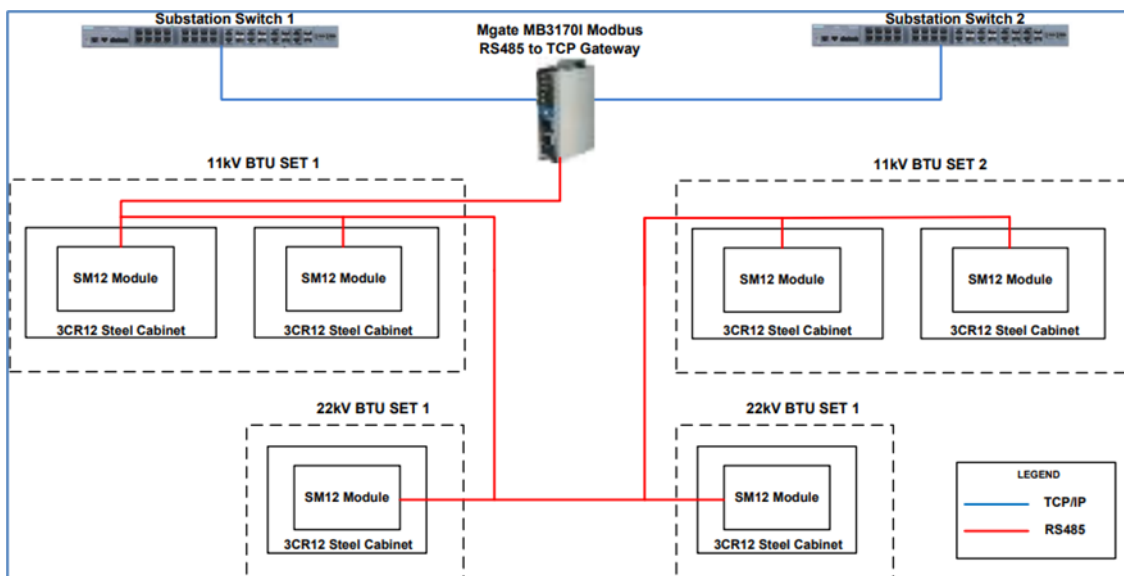 Substation Switch 1
Mgate MB3170I Modbus
RS485 to TCP Gateway
Substation Switch 2
11kV BTU SET 1
11kV BTU SET 2
SM12 Module
SM12 Module
SM12 Module
SM12 Module
3CR12 Steel Cabinet
3CR12 Steel Cabinet
3CR12 Steel Cabinet
3CR12 Steel Cabinet
22kV BTU SET 1
22kV BTU SET 1
SM12 Module
SM12 Module
3CR12 Steel Cabinet
3CR12 Steel Cabinet
LEGEND
TCP/IP
RS485